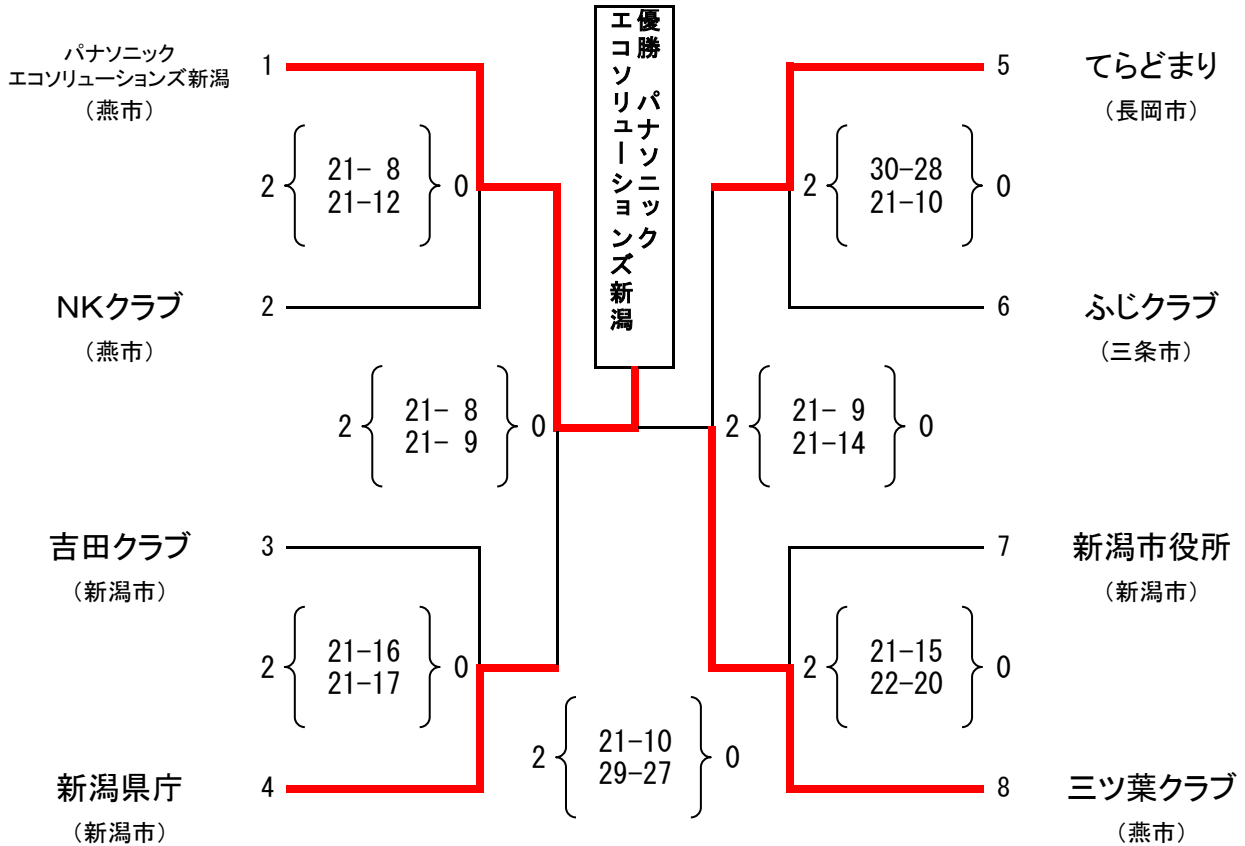 優勝 パナソニック
エコソリューションズ新潟
パナソニック
エコソリューションズ新潟
(燕市)
1
2 21- 8 0
21-12
NKクラブ
(燕市)
2
2 21- 8 0
21- 9
吉田クラブ
(新潟市)
3
2 21-16 0
21-17
新潟県庁
(新潟市)
4
2 21-10 0
29-27
5
てらどまり
(長岡市)
2 30-28 0
21-10
6
ふじクラブ
(三条市)
2 21- 9 0
21-14
7
新潟市役所
(新潟市)
2 21-15 0
22-20
8
三ツ葉クラブ
(燕市)